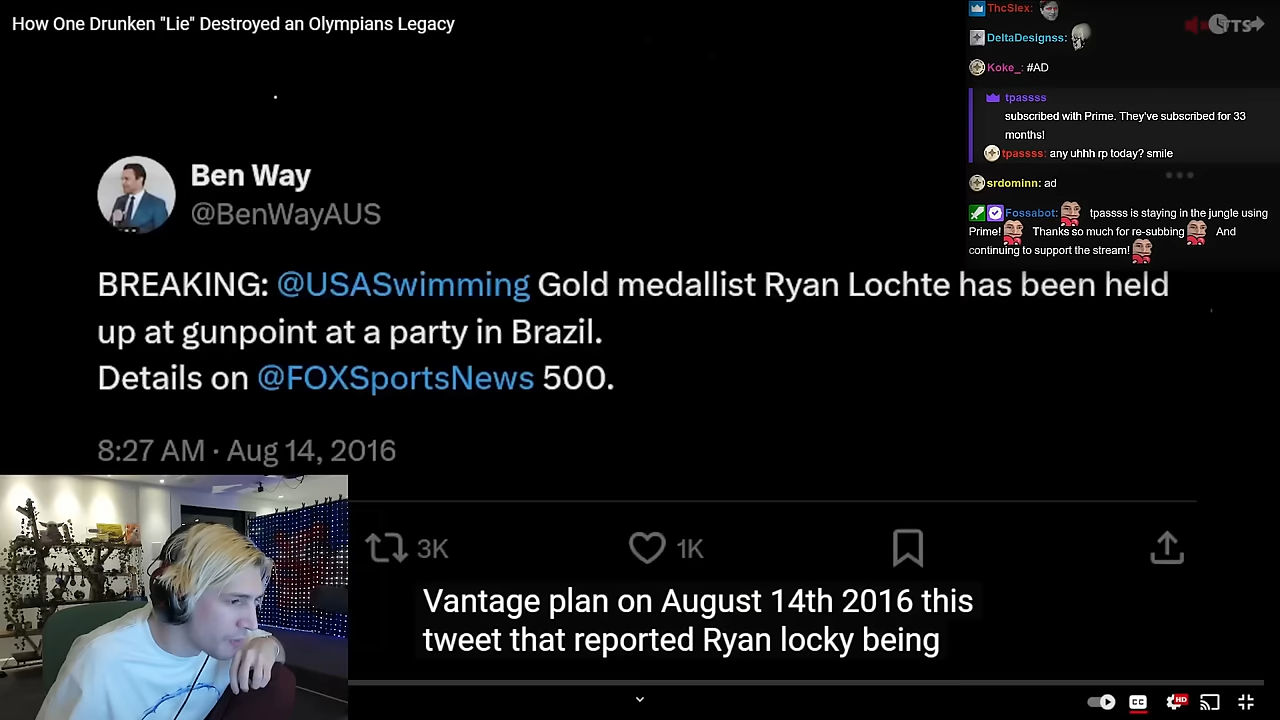 How One Drunken "Lie" Destroyed an Olympians Legacy
ThcSlex:
TTS
DeltaDesignss:
Koke_: #AD
tpassss
subscribed with Prime. They've subscribed for 33
months!
tpassss: any uhhh rp today? smile
srdominn: ad
Fossabot: tpassss is staying in the jungle using
Prime! Thanks so much for re-subbing And
continuing to support the stream!
Ben Way
@BenWayAUS
BREAKING: @USASwimming Gold medallist Ryan Lochte has been held
up at gunpoint at a party in Brazil.
Details on @FOXSportsNews 500.
8:27 AM · Aug 14, 2016
3K
1K
Vantage plan on August 14th 2016 this
tweet that reported Ryan locky being
CC
HD